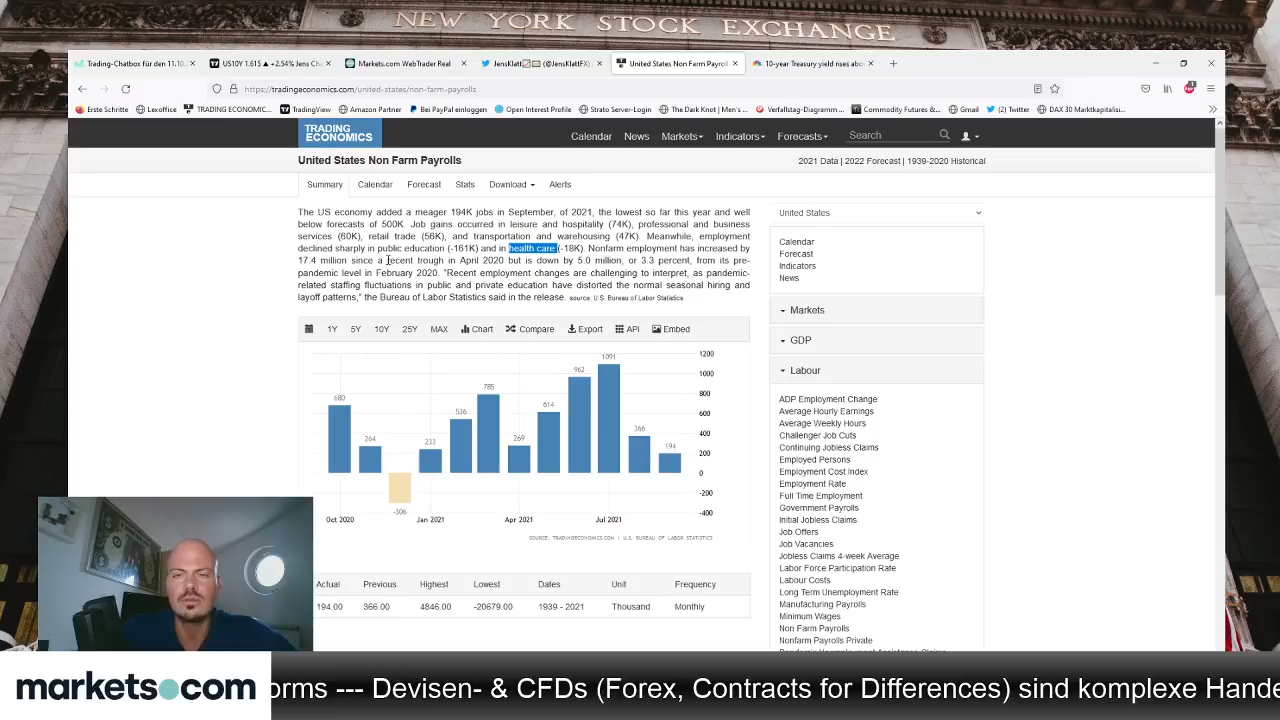 NEW YORK STOCK EXCHANGE
Trading-Chatbox für den 11.10.
US10Y 1.615 ▲ +2.54% Jens Cha
Markets.com WebTrader Real
(@JensKlattFX)
United States Non Farm Payroll
10-year Treasury yield rises above
https://tradingeconomics.com/united-states/non-farm-payrolls
Erste Schritte
Lexoffice
TRADING ECONOMIC...
TradingView
Amazon Partner
Bei PayPal einloggen
Open Interest Profile
Strato Server-Login
The Dark Knot | Men's ...
Verfallstag-Diagramm ...
Commodity Futures &...
Gmail
(2) Twitter
DAX 30 Marktkapitalisi...
TRADING
ECONOMICS
Calendar News Markets Indicators Forecasts Search
United States Non Farm Payrolls
2021 Data | 2022 Forecast | 1939-2020 Historical
Summary Calendar Forecast Stats Download Alerts
The US economy added a meager 194K jobs in September, of 2021, the lowest so far this year and well
below forecasts of 500K. Job gains occurred in leisure and hospitality (74K), professional and business
services (60K), retail trade (56K), and transportation and warehousing (47K). Meanwhile, employment
declined sharply in public education (-161K) and in health care (-18K). Nonfarm employment has increased by
17.4 million since a recent trough in April 2020 but is down by 5.0 million, or 3.3 percent, from its pre-
pandemic level in February 2020. "Recent employment changes are challenging to interpret, as pandemic-
related staffing fluctuations in public and private education have distorted the normal seasonal hiring and
layoff patterns," the Bureau of Labor Statistics said in the release. source: U.S. Bureau of Labor Statistics
1Y 5Y 10Y 25Y MAX Chart Compare Export API Embed
680
264
-306
233
536
785
269
614
962
1091
366
194
1200
1000
800
600
400
200
0
-200
-400
Oct 2020 Jan 2021 Apr 2021 Jul 2021
SOURCE: TRADINGECONOMICS.COM | U.S. BUREAU OF LABOR STATISTICS
Actual Previous Highest Lowest Dates Unit Frequency
194.00 366.00 4846.00 -20679.00 1939 - 2021 Thousand Monthly
United States
Calendar
Forecast
Indicators
News
Markets
GDP
Labour
ADP Employment Change
Average Hourly Earnings
Average Weekly Hours
Challenger Job Cuts
Continuing Jobless Claims
Employed Persons
Employment Cost Index
Employment Rate
Full Time Employment
Government Payrolls
Initial Jobless Claims
Job Offers
Job Vacancies
Jobless Claims 4-week Average
Labor Force Participation Rate
Labour Costs
Long Term Unemployment Rate
Manufacturing Payrolls
Minimum Wages
Non Farm Payrolls
Nonfarm Payrolls Private
markets.com
orms --- Devisen- & CFDs (Forex, Contracts for Differences) sind komplexe Hande